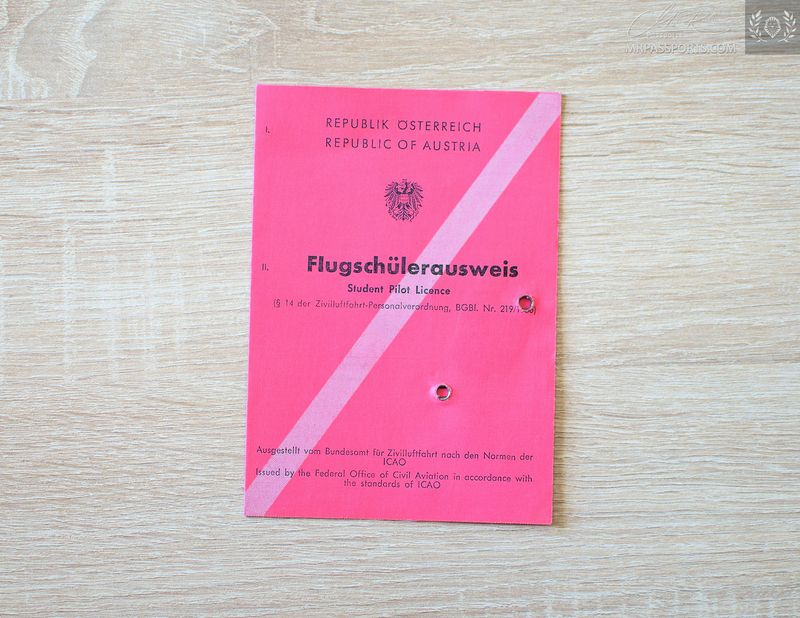 MRPASSPORTS.COM
I.
REPUBLIK ÖSTERREICH
REPUBLIC OF AUSTRIA
II.
Flugschülerausweis
Student Pilot Licence
(§ 14 der Zivilluftfahrt-Personalverordnung, BGBl. Nr. 219/
Ausgestellt vom Bundesamt für Zivilluftfahrt nach den Normen der
ICAO
Issued by the Federal Office of Civil Aviation in accordance with
the standards of ICAO